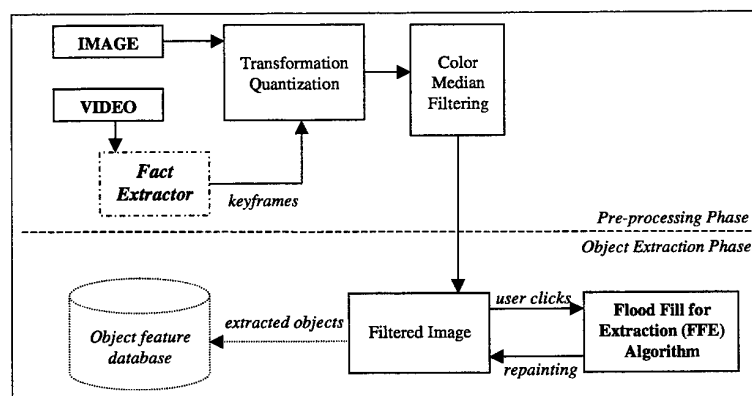 IMAGE
Transformation
Quantization
Color
Median
Filtering
VIDEO
Fact
Extractor
keyframes
Pre-processing Phase
Object Extraction Phase
Object feature
database
extracted objects
Filtered Image
user clicks
repainting
Flood Fill for
Extraction (FFE)
Algorithm